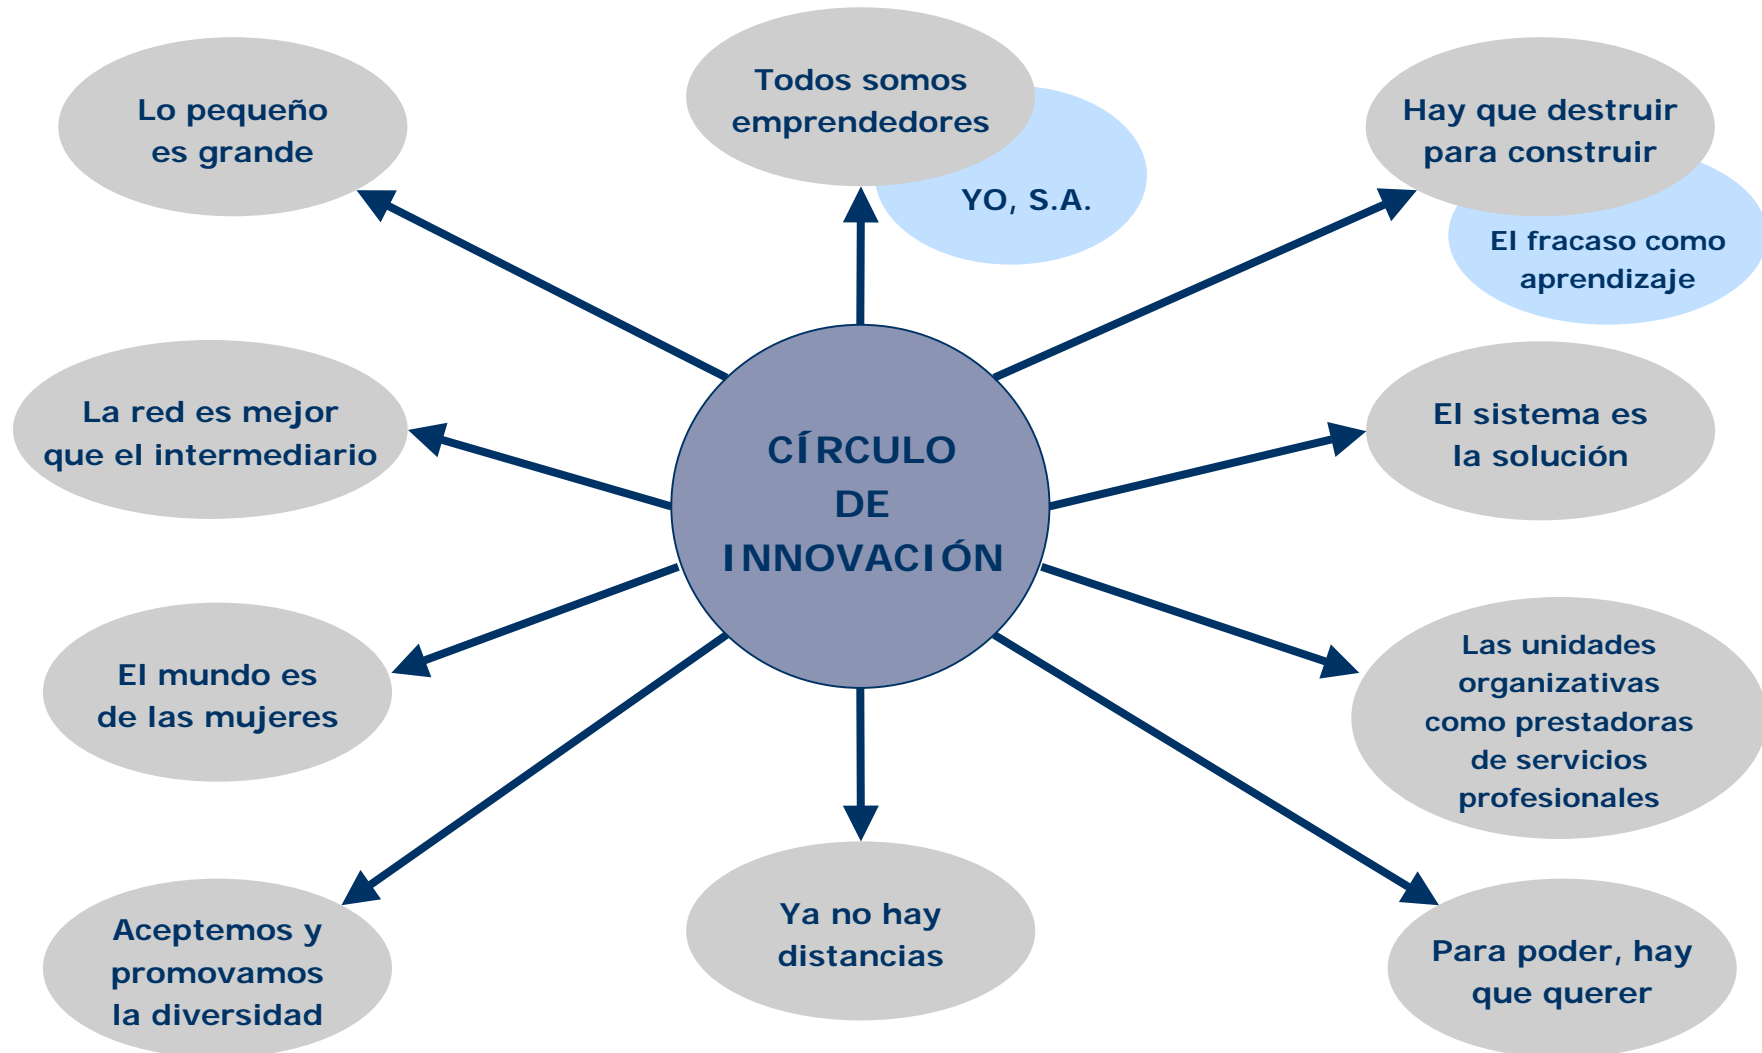 Todos somos
emprendedores
YO, S.A.
Lo pequeño
es grande
Hay que destruir
para construir
El fracaso como
aprendizaje
La red es mejor
que el intermediario
CÍRCULO
DE
INNOVACIÓN
El sistema es
la solución
El mundo es
de las mujeres
Las unidades
organizativas
como prestadoras
de servicios
profesionales
Aceptemos y
promovamos
la diversidad
Ya no hay
distancias
Para poder, hay
que querer